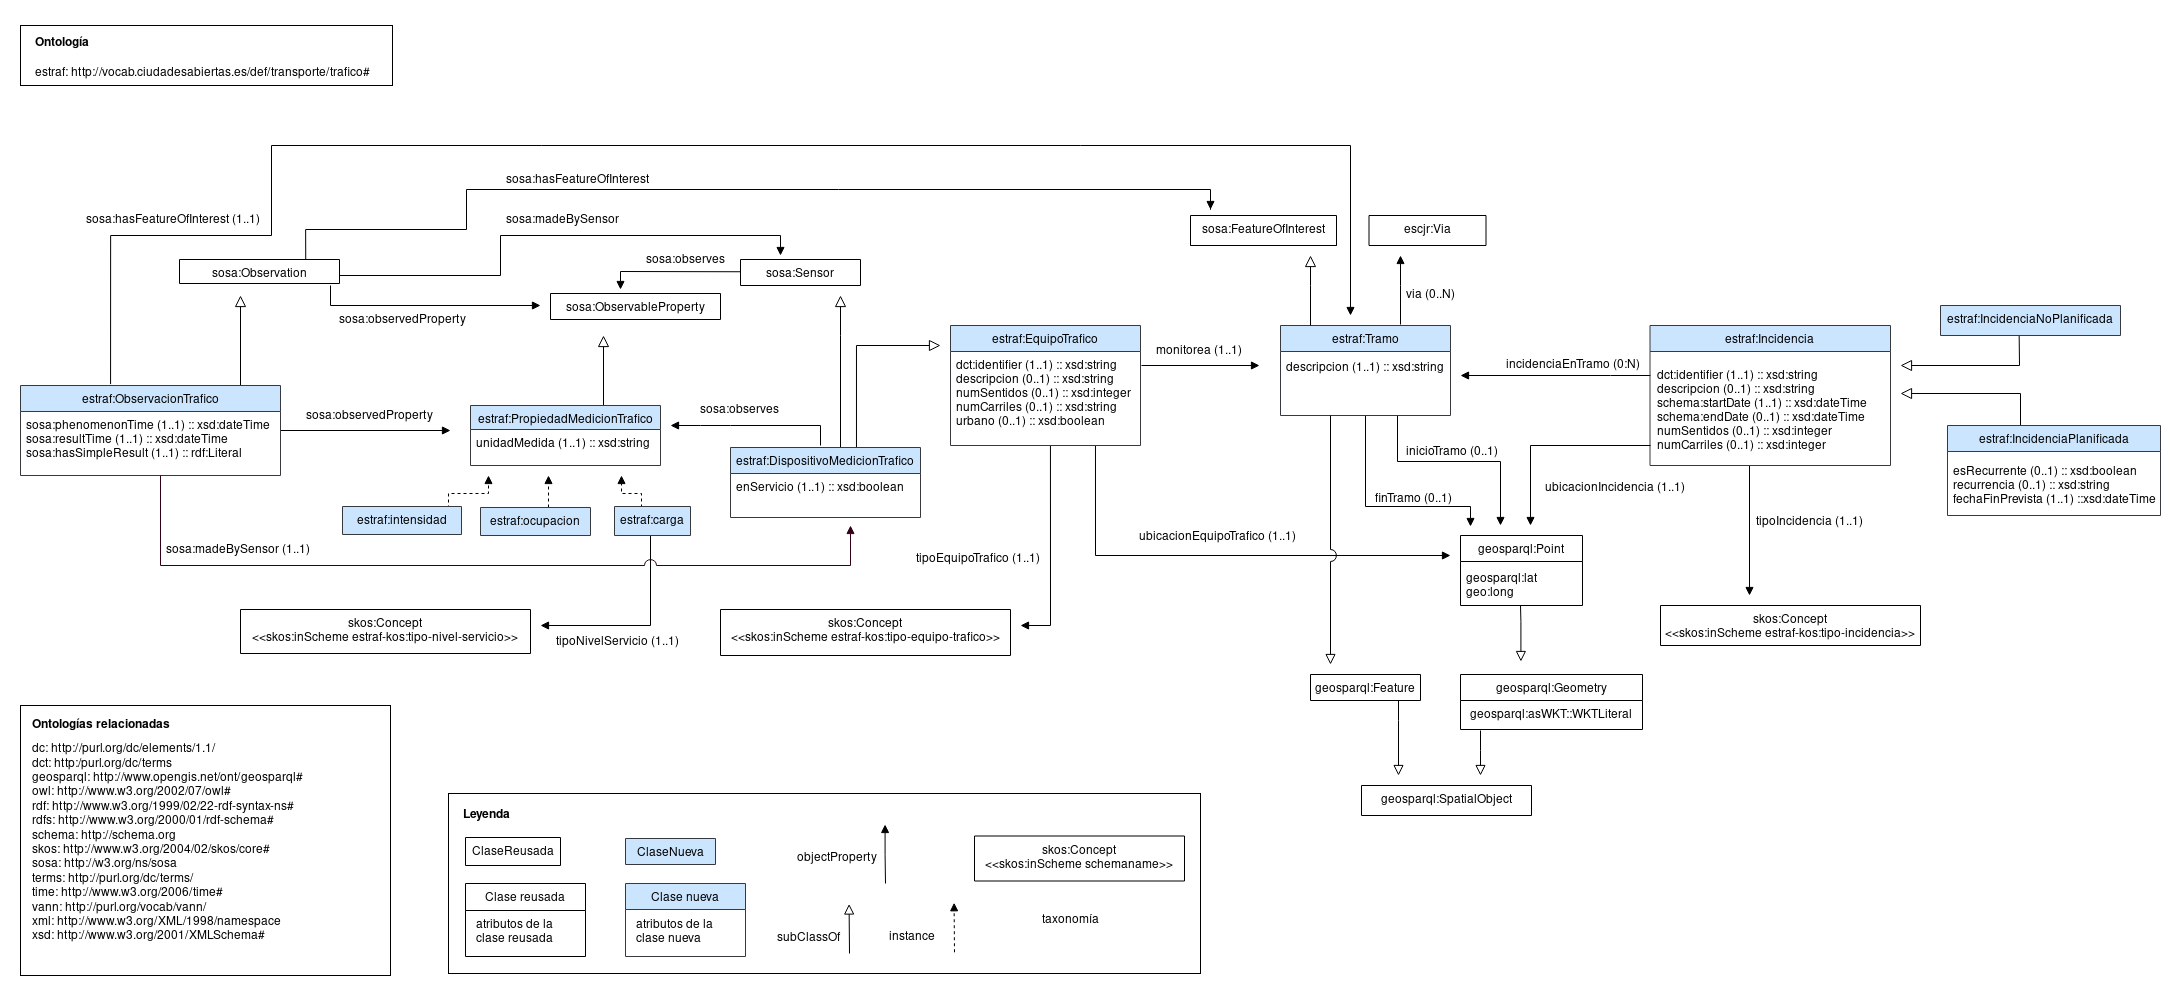 Ontología
estraf: http://vocab.ciudadesabiertas.es/def/transporte/trafico#
sosa:hasFeatureOfInterest
sosa:hasFeatureOfInterest (1..1)
sosa:madeBySensor
sosa:FeatureOfInterest
escjr:Via
sosa:observes
sosa:Observation
sosa:Sensor
via (0..N)
sosa:ObservableProperty
sosa:observedProperty
estraf:IncidenciaNoPlanificada
estraf:EquipoTrafico
dct:identifier (1..1) :: xsd:string
descripcion (0..1) :: xsd:string
numSentidos (0..1) :: xsd:integer
numCarriles (0..1) :: xsd:string
urbano (0..1) :: xsd:boolean
monitorea (1..1)
estraf:Tramo
descripcion (1..1) :: xsd:string
incidenciaEnTramo (0:N)
estraf:Incidencia
dct:identifier (1..1) :: xsd:string
descripcion (0..1) :: xsd:string
schema:startDate (1..1) :: xsd:dateTime
schema:endDate (0..1) :: xsd:dateTime
numSentidos (0..1) :: xsd:integer
numCarriles (0..1) :: xsd:integer
estraf:ObservacionTrafico
sosa:phenomenonTime (1..1) :: xsd:dateTime
sosa:resultTime (1..1) :: xsd:dateTime
sosa:hasSimpleResult (1..1) :: rdf:Literal
sosa:observedProperty
estraf:PropiedadMedicionTrafico
unidadMedida (1..1) :: xsd:string
sosa:observes
estraf:DispositivoMedicionTrafico
enServicio (1..1) :: xsd:boolean
estraf:IncidenciaPlanificada
esRecurrente (0..1) :: xsd:boolean
recurrencia (0..1) :: xsd:string
fechaFinPrevista (1..1) ::xsd:dateTime
inicioTramo (0..1)
finTramo (0..1)
ubicacionIncidencia (1..1)
tipoIncidencia (1..1)
estraf:intensidad
estraf:ocupacion
estraf:carga
sosa:madeBySensor (1..1)
tipoEquipoTrafico (1..1)
ubicacionEquipoTrafico (1..1)
geosparql:Point
geosparql:lat
geo:long
skos:Concept
<<skos:inScheme estraf-kos:tipo-nivel-servicio>>
tipoNivelServicio (1..1)
skos:Concept
<<skos:inScheme estraf-kos:tipo-equipo-trafico>>
skos:Concept
<<skos:inScheme estraf-kos:tipo-incidencia>>
geosparql:Feature
geosparql:Geometry
geosparql:asWKT::WKTLiteral
geosparql:SpatialObject
Ontologías relacionadas
dc: http://purl.org/dc/elements/1.1/
dct: http:/purl.org/dc/terms
geosparql: http://www.opengis.net/ont/geosparql#
owl: http://www.w3.org/2002/07/owl#
rdf: http://www.w3.org/1999/02/22-rdf-syntax-ns#
rdfs: http://www.w3.org/2000/01/rdf-schema#
schema: http://schema.org
skos: http://www.w3.org/2004/02/skos/core#
sosa: http://w3.org/ns/sosa
terms: http://purl.org/dc/terms/
time: http://www.w3.org/2006/time#
vann: http://purl.org/vocab/vann/
xml: http://www.w3.org/XML/1998/namespace
xsd: http://www.w3.org/2001/XMLSchema#
Leyenda
ClaseReusada
ClaseNueva
objectProperty
skos:Concept
<<skos:inScheme schemaname>>
Clase reusada
atributos de la
clase reusada
Clase nueva
atributos de la
clase nueva
subClassOf
instance
taxonomía